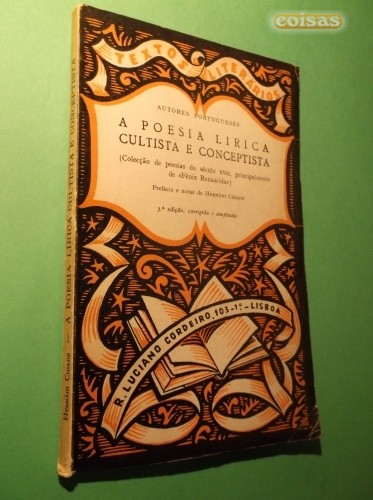 coisas
TEXTOS LITERÁRIOS
AUTORES PORTUGUESES
A POESIA LÍRICA
CULTISTA E CONCEPTISTA
(Colecção de poesias do século XVII, principalmente
de «Fénix Renascida»)
Prefácio e notas de HERNÂNI CIDADE
3.ª edição, corrigida e ampliada
R. LUCIANO CORDEIRO, 103-1.º - LISBOA
HERNÂNI CIDADE — A POESIA LÍRICA CULTISTA E CONCEPTISTA